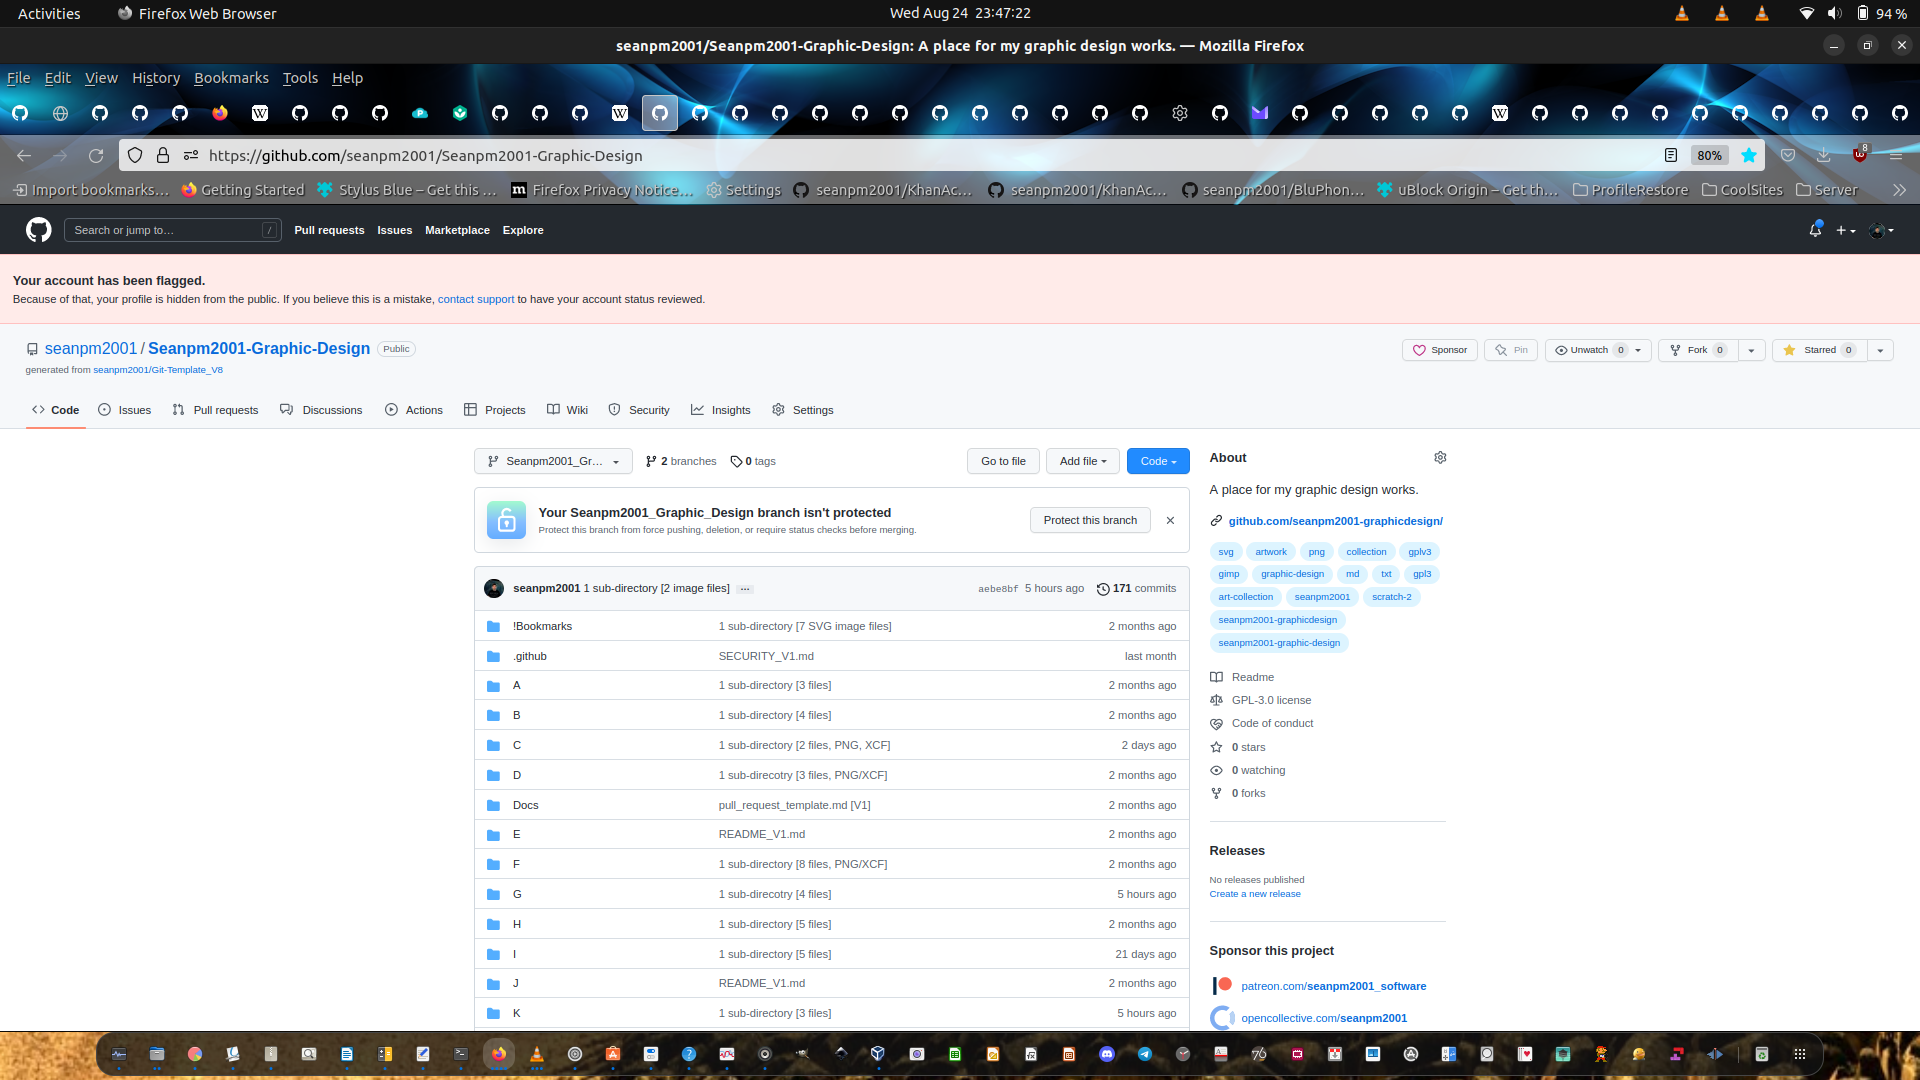 Activities Firefox Web Browser Wed Aug 24 23:47:22 94 %
seanpm2001/Seanpm2001-Graphic-Design: A place for my graphic design works. — Mozilla Firefox
File Edit View History Bookmarks Tools Help
https://github.com/seanpm2001/Seanpm2001-Graphic-Design 80% 8
Import bookmarks… Getting Started Stylus Blue – Get this … Firefox Privacy Notice… Settings seanpm2001/KhanAc… seanpm2001/KhanAc… seanpm2001/BluPhon… uBlock Origin – Get th… ProfileRestore CoolSites Server
Search or jump to… / Pull requests Issues Marketplace Explore
Your account has been flagged.
Because of that, your profile is hidden from the public. If you believe this is a mistake, contact support to have your account status reviewed.
seanpm2001 / Seanpm2001-Graphic-Design Public Sponsor Pin Unwatch 0 Fork 0 Starred 0
generated from seanpm2001/Git-Template_V8
Code Issues Pull requests Discussions Actions Projects Wiki Security Insights Settings
Seanpm2001_Gr… 2 branches 0 tags Go to file Add file Code
Your Seanpm2001_Graphic_Design branch isn't protected
Protect this branch from force pushing, deletion, or require status checks before merging.
Protect this branch
seanpm2001 1 sub-directory [2 image files] … aebe8bf 5 hours ago 171 commits
!Bookmarks 1 sub-directory [7 SVG image files] 2 months ago
.github SECURITY_V1.md last month
A 1 sub-directory [3 files] 2 months ago
B 1 sub-directory [4 files] 2 months ago
C 1 sub-directory [2 files, PNG, XCF] 2 days ago
D 1 sub-direcotry [3 files, PNG/XCF] 2 months ago
Docs pull_request_template.md [V1] 2 months ago
E README_V1.md 2 months ago
F 1 sub-directory [8 files, PNG/XCF] 2 months ago
G 1 sub-direcotry [4 files] 5 hours ago
H 1 sub-directory [5 files] 2 months ago
I 1 sub-directory [5 files] 21 days ago
J README_V1.md 2 months ago
K 1 sub-directory [3 files] 5 hours ago
About
A place for my graphic design works.
github.com/seanpm2001-graphicdesign/
svg artwork png collection gplv3
gimp graphic-design md txt gpl3
art-collection seanpm2001 scratch-2
seanpm2001-graphicdesign
seanpm2001-graphic-design
Readme
GPL-3.0 license
Code of conduct
0 stars
0 watching
0 forks
Releases
No releases published
Create a new release
Sponsor this project
patreon.com/seanpm2001_software
opencollective.com/seanpm2001